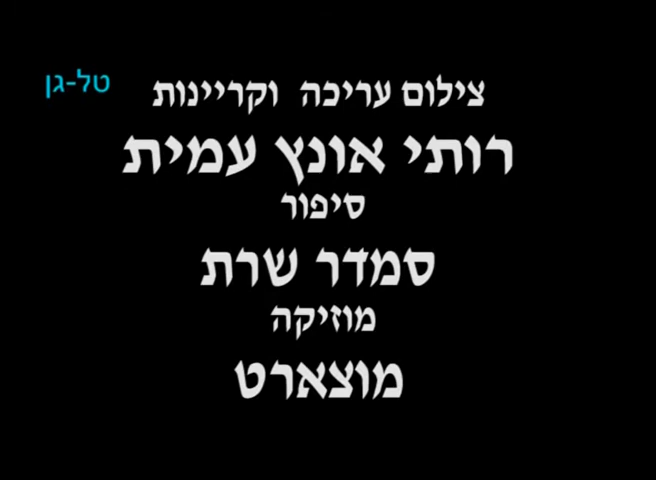 טל-גן
צילום עריכה וקריינות
רותי אונץ עמית
סיפור
סמדר שרת
מוזיקה
מוצארט